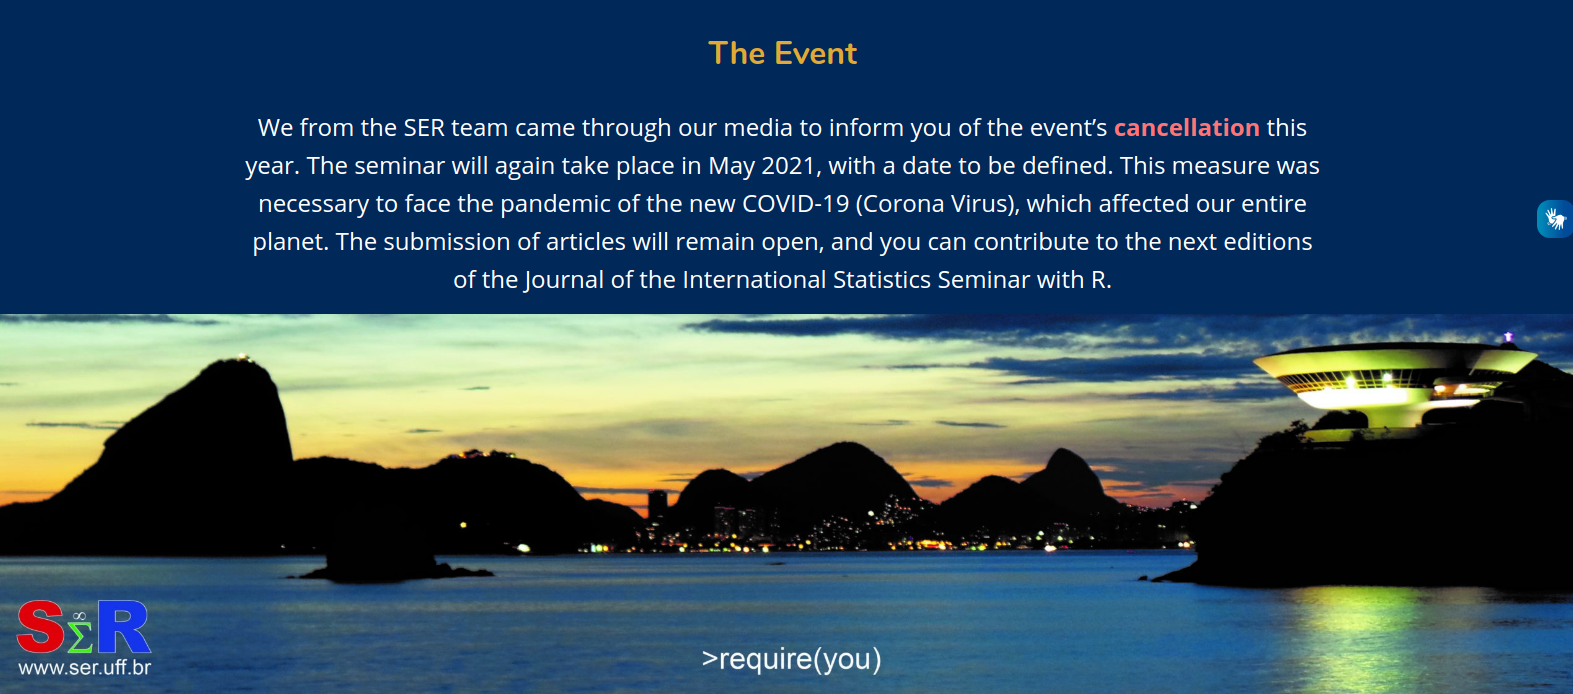 The Event
We from the SER team came through our media to inform you of the event’s cancellation this
year. The seminar will again take place in May 2021, with a date to be defined. This measure was
necessary to face the pandemic of the new COVID-19 (Corona Virus), which affected our entire
planet. The submission of articles will remain open, and you can contribute to the next editions
of the Journal of the International Statistics Seminar with R.
SΣR
∞
www.ser.uff.br
>require(you)